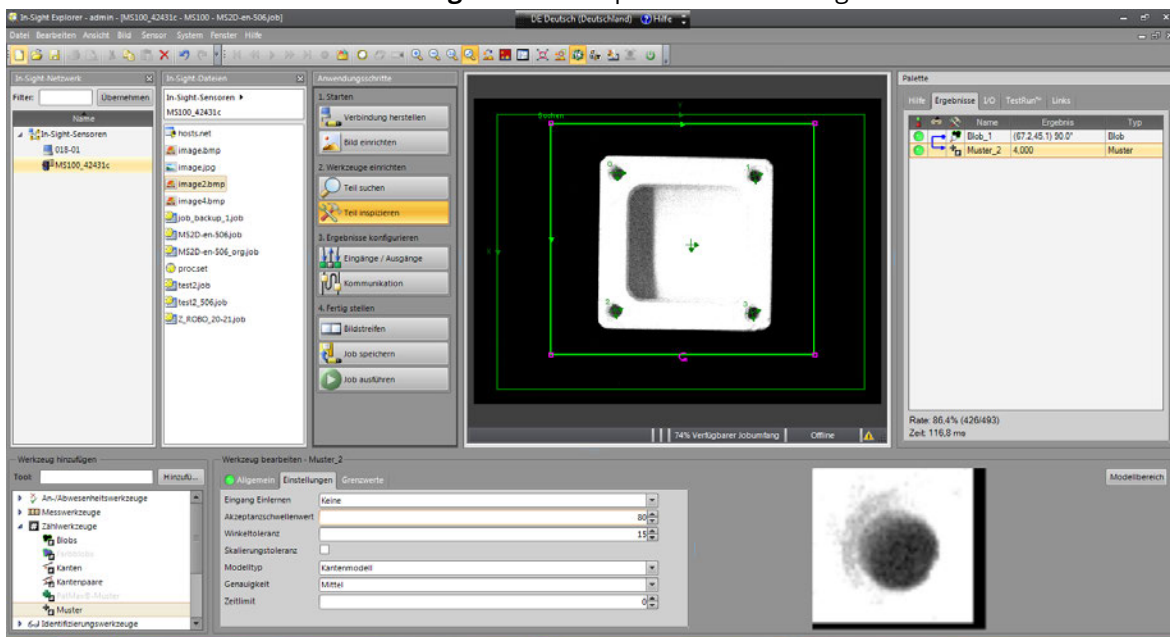 In-Sight Explorer - admin - [MS100_42431c - MS100 - MS2D-en-S06.job]
DE Deutsch (Deutschland)
Hilfe
Datei Bearbeiten Ansicht Bild Sensor System Fenster Hilfe
In-Sight-Netzwerk
Filter:
Übernehmen
Name
In-Sight-Sensoren
018-01
MS100_42431c
In-Sight-Dateien
In-Sight-Sensoren
MS100_42431c
hosts.net
image.bmp
image.jpg
image2.bmp
image4.bmp
job_backup_1.job
MS2D-en-S06.job
MS2D-en-S06_org.job
proc.set
test2.job
test2_S06.job
Z_ROBO_20-21.job
Anwendungsschritte
1. Starten
Verbindung herstellen
Bild einrichten
2. Werkzeuge einrichten
Teil suchen
Teil inspizieren
3. Ergebnisse konfigurieren
Eingänge / Ausgänge
Kommunikation
4. Fertig stellen
Bildstreifen
Job speichern
Job ausführen
Suchen
Y
X
0
1
2
3
74% Verfügbarer Jobumfang
Offline
Palette
Hilfe Ergebnisse I/O TestRun™ Links
Name Ergebnis Typ
Blob_1 (67.2,45.1) 90.0° Blob
Muster_2 4,000 Muster
Rate: 86,4% (426/493)
Zeit: 116,8 ms
Werkzeug hinzufügen
Tool:
Hinzufü...
An-/Abwesenheitswerkzeuge
Messwerkzeuge
Zählwerkzeuge
Blobs
Farbblobs
Kanten
Kantenpaare
PatMax®-Muster
Muster
Identifizierungswerkzeuge
Werkzeug bearbeiten - Muster_2
Allgemein Einstellungen Grenzwerte
Eingang Einlernen Keine
Akzeptanzschwellenwert 80
Winkeltoleranz 15
Skalierungstoleranz
Modelltyp Kantenmodell
Genauigkeit Mittel
Zeitlimit 0
Modellbereich